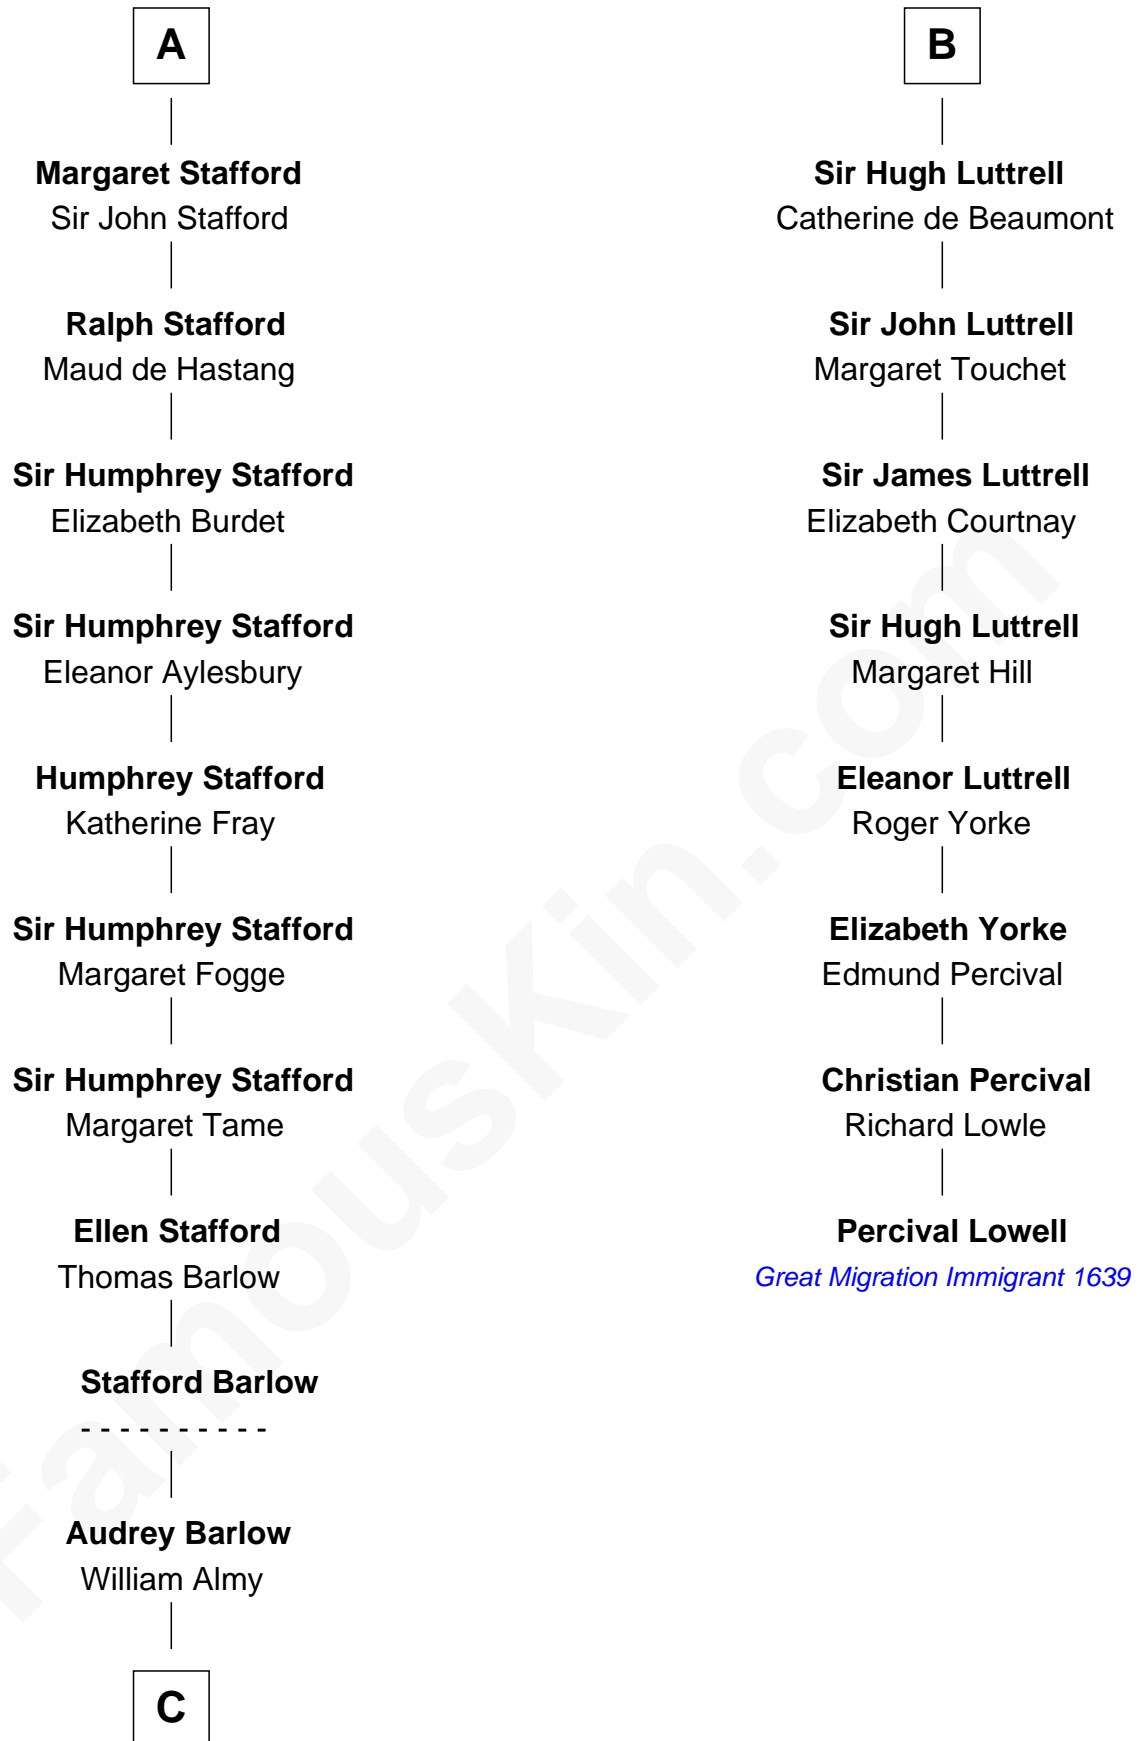 A
Margaret Stafford
Sir John Stafford
Ralph Stafford
Maud de Hastang
Sir Humphrey Stafford
Elizabeth Burdet
Sir Humphrey Stafford
Eleanor Aylesbury
Humphrey Stafford
Katherine Fray
Sir Humphrey Stafford
Margaret Fogge
Sir Humphrey Stafford
Margaret Tame
Ellen Stafford
Thomas Barlow
Stafford Barlow
- - - - - - - - - -
Audrey Barlow
William Almy
C
B
Sir Hugh Luttrell
Catherine de Beaumont
Sir John Luttrell
Margaret Touchet
Sir James Luttrell
Elizabeth Courtnay
Sir Hugh Luttrell
Margaret Hill
Eleanor Luttrell
Roger Yorke
Elizabeth Yorke
Edmund Percival
Christian Percival
Richard Lowle
Percival Lowell
Great Migration Immigrant 1639
FamousKin.com